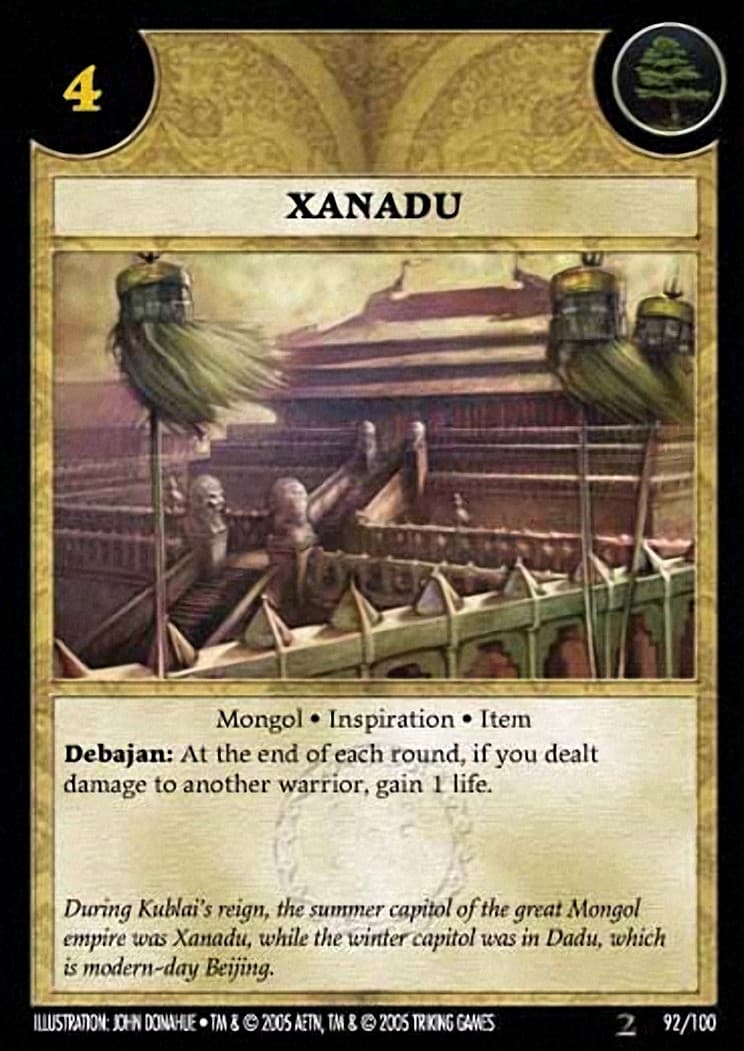 4
XANADU
Mongol • Inspiration • Item
Debajan: At the end of each round, if you dealt
damage to another warrior, gain 1 life.
During Kublai's reign, the summer capitol of the great Mongol
empire was Xanadu, while the winter capitol was in Dadu, which
is modern-day Beijing.
ILLUSTRATION: JOHN DONAHUE • TM & © 2005 AETN, TM & © 2005 TRIKING GAMES 2 92/100